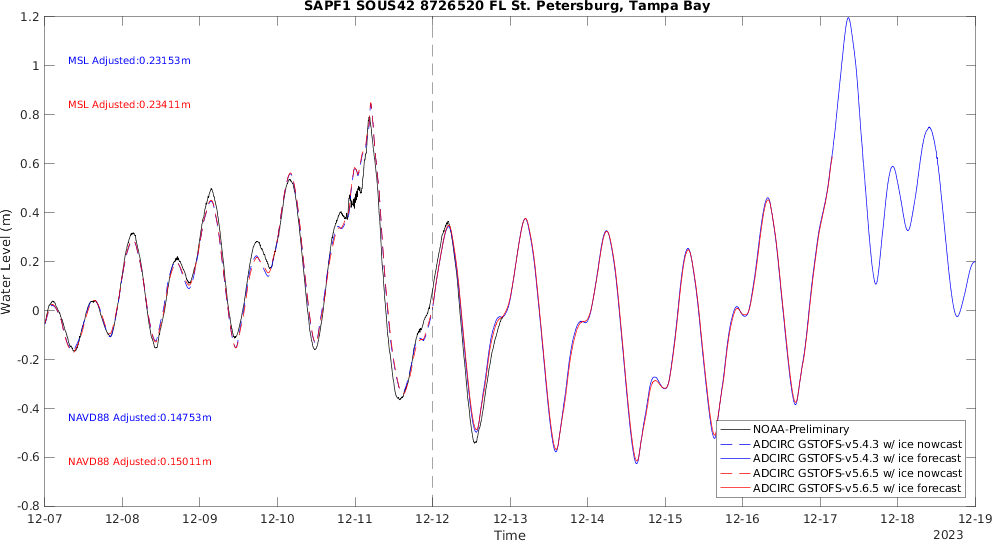 SAPF1 SOUS42 8726520 FL St. Petersburg, Tampa Bay
1.2
1
0.8
0.6
0.4
0.2
0
-0.2
-0.4
-0.6
-0.8
Water Level (m)
MSL Adjusted:0.23153m
MSL Adjusted:0.23411m
NAVD88 Adjusted:0.14753m
NAVD88 Adjusted:0.15011m
NOAA-Preliminary
ADCIRC GSTOFS-v5.4.3 w/ ice nowcast
ADCIRC GSTOFS-v5.4.3 w/ ice forecast
ADCIRC GSTOFS-v5.6.5 w/ ice nowcast
ADCIRC GSTOFS-v5.6.5 w/ ice forecast
12-07 12-08 12-09 12-10 12-11 12-12 12-13 12-14 12-15 12-16 12-17 12-18 12-19
Time
2023